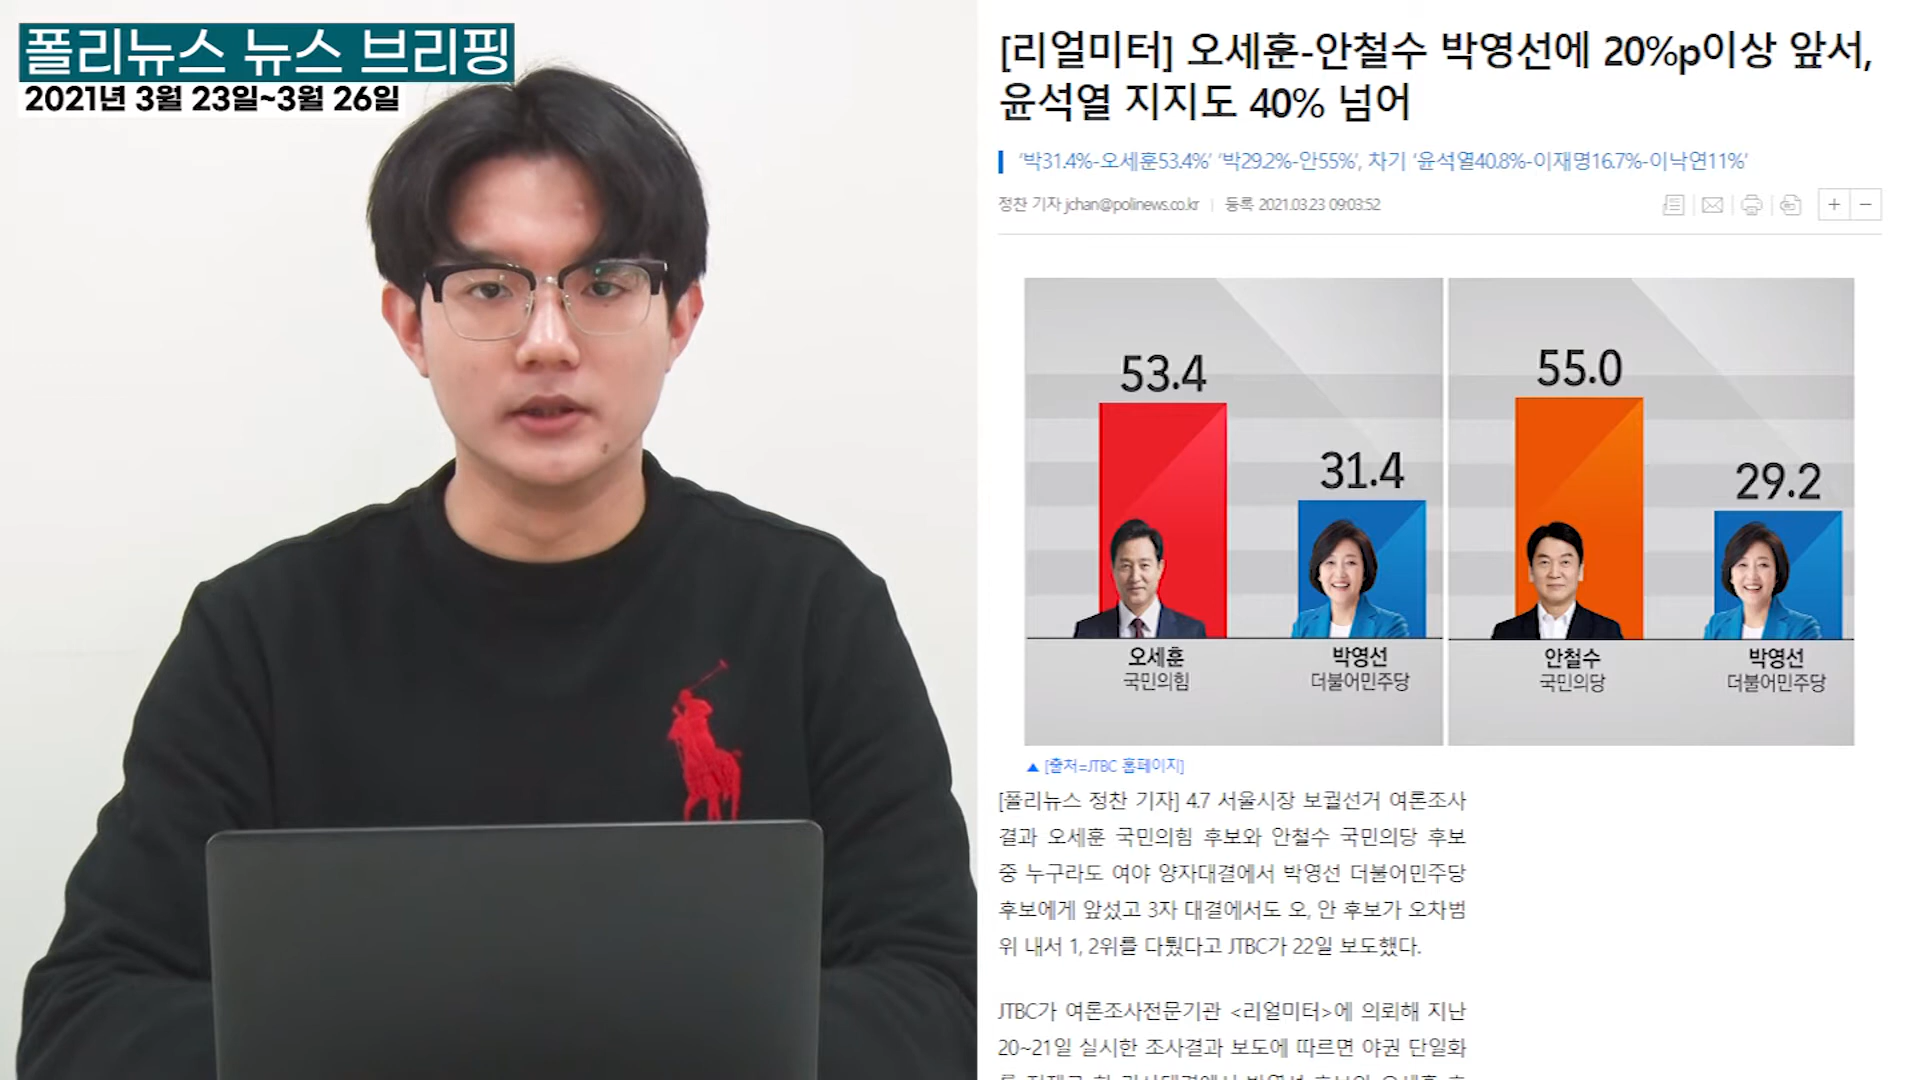 폴리뉴스 뉴스 브리핑
2021년 3월 23일~3월 26일
[리얼미터] 오세훈-안철수 박영선에 20%p이상 앞서,
윤석열 지지도 40% 넘어
‘박31.4%-오세훈53.4%’ ‘박29.2%-안55%’, 차기 ‘윤석열40.8%-이재명16.7%-이낙연11%’
정찬 기자 jchan@polinews.co.kr | 등록 2021.03.23 09:03:52
+ −
53.4
31.4
오세훈
국민의힘
박영선
더불어민주당
55.0
29.2
안철수
국민의당
박영선
더불어민주당
▲ [출처=JTBC 홈페이지]
[폴리뉴스 정찬 기자] 4.7 서울시장 보궐선거 여론조사
결과 오세훈 국민의힘 후보와 안철수 국민의당 후보
중 누구라도 여야 양자대결에서 박영선 더불어민주당
후보에게 앞섰고 3자 대결에서도 오, 안 후보가 오차범
위 내서 1, 2위를 다퉜다고 JTBC가 22일 보도했다.
JTBC가 여론조사전문기관 <리얼미터>에 의뢰해 지난
20~21일 실시한 조사결과 보도에 따르면 야권 단일화